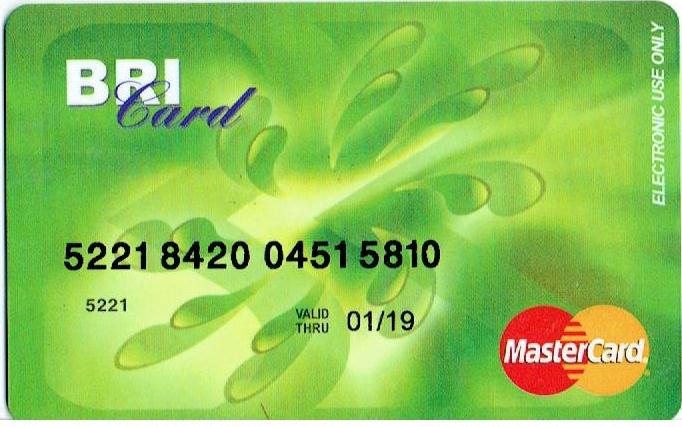 BRI
Card
ELECTRONIC USE ONLY
5221 8420 0451 5810
5221
VALID
THRU 01/19
MasterCard